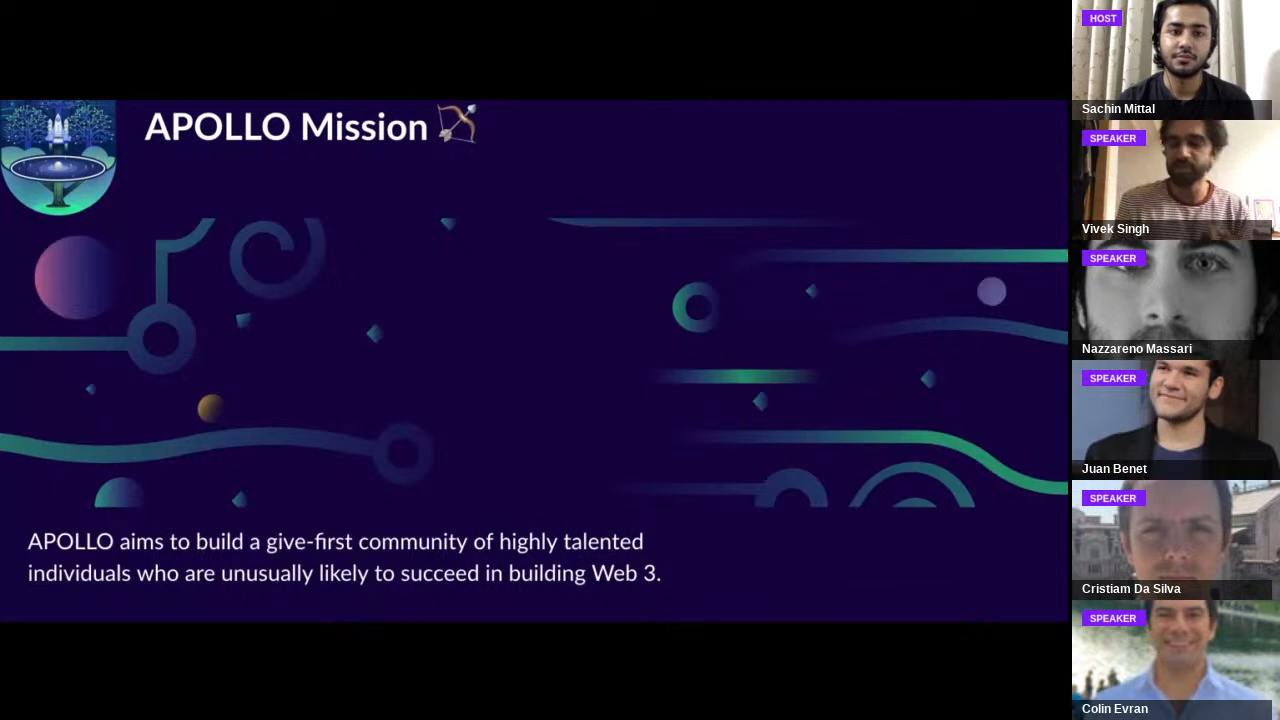 APOLLO Mission
APOLLO aims to build a give-first community of highly talented
individuals who are unusually likely to succeed in building Web 3.
HOST
Sachin Mittal
SPEAKER
Vivek Singh
SPEAKER
Nazzareno Massari
SPEAKER
Juan Benet
SPEAKER
Cristiam Da Silva
SPEAKER
Colin Evran